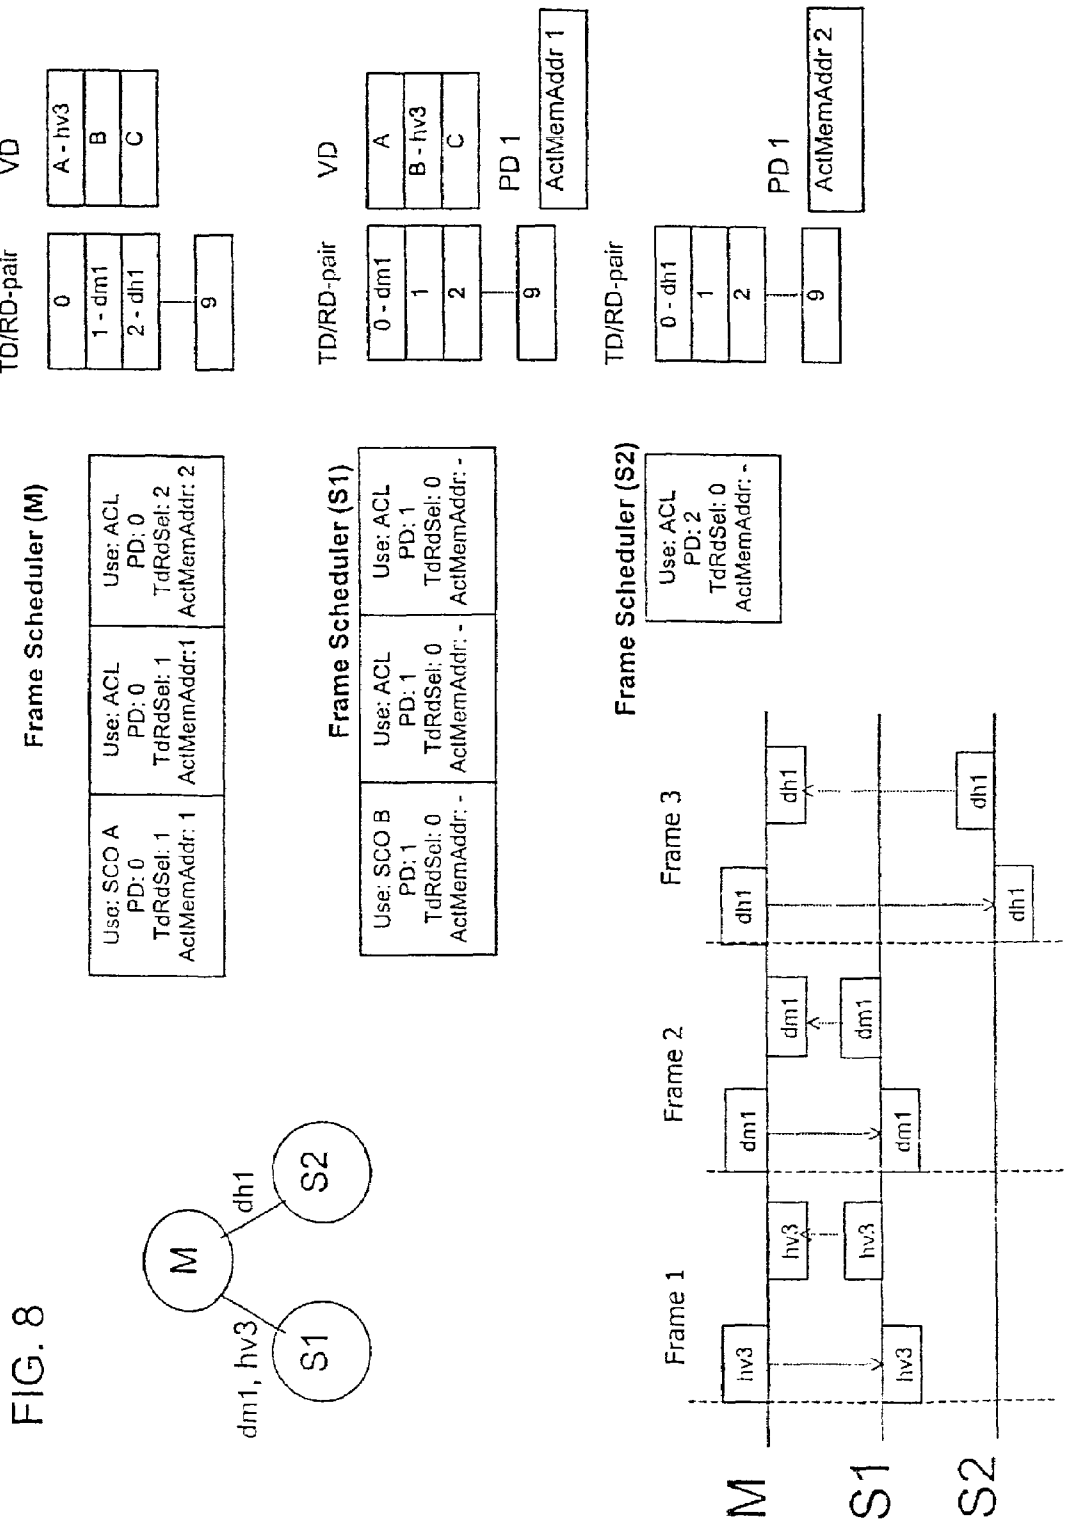 FIG. 8
M
S1
S2
dm1, hv3
dh1
Frame Scheduler (M)
Use: SCO A
PD: 0
TdRdSel: 1
ActMemAddr: 1
Use: ACL
PD: 0
TdRdSel: 1
ActMemAddr:1
Use: ACL
PD: 0
TdRdSel: 2
ActMemAddr: 2
TD/RD-pair
0
1 - dm1
2 - dh1
9
VD
A - hv3
B
C
Frame Scheduler (S1)
Use: SCO B
PD: 1
TdRdSel: 0
ActMemAddr: -
Use: ACL
PD: 1
TdRdSel: 0
ActMemAddr: -
Use: ACL
PD: 1
TdRdSel: 0
ActMemAddr: -
TD/RD-pair
0 - dm1
1
2
9
VD
A
B - hv3
C
PD 1
ActMemAddr 1
Frame Scheduler (S2)
Use: ACL
PD: 2
TdRdSel: 0
ActMemAddr: -
TD/RD-pair
0 - dh1
1
2
9
PD 1
ActMemAddr 2
Frame 1
Frame 2
Frame 3
M
hv3
hv3
dm1
dm1
dh1
dh1
S1
hv3
hv3
dm1
dm1
S2
dh1
dh1